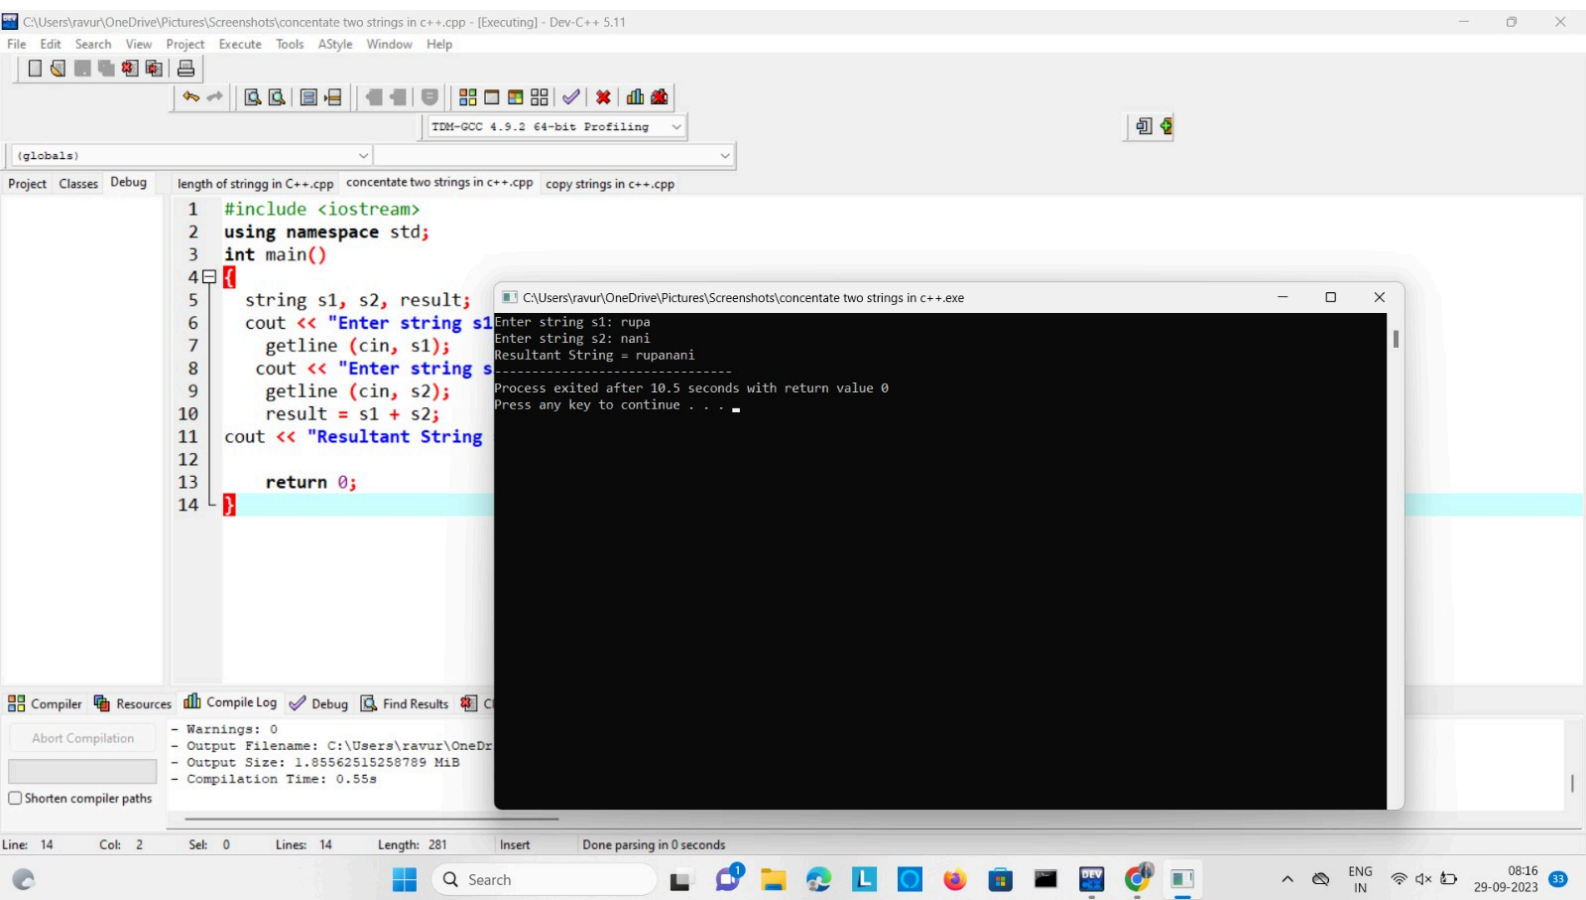 C:\Users\ravur\OneDrive\Pictures\Screenshots\concentate two strings in c++.cpp - [Executing] - Dev-C++ 5.11
File Edit Search View Project Execute Tools AStyle Window Help
TDM-GCC 4.9.2 64-bit Profiling
(globals)
Project Classes Debug
length of stringg in C++.cpp concentate two strings in c++.cpp copy strings in c++.cpp
1 #include <iostream>
2 using namespace std;
3 int main()
4 {
5 string s1, s2, result;
6 cout << "Enter string s1
7 getline (cin, s1);
8 cout << "Enter string s
9 getline (cin, s2);
10 result = s1 + s2;
11 cout << "Resultant String
12
13 return 0;
14 }
C:\Users\ravur\OneDrive\Pictures\Screenshots\concentate two strings in c++.exe
Enter string s1: rupa
Enter string s2: nani
Resultant String = rupanani
--------------------------------
Process exited after 10.5 seconds with return value 0
Press any key to continue . . .
Compiler Resources Compile Log Debug Find Results Cl
Abort Compilation
Shorten compiler paths
- Warnings: 0
- Output Filename: C:\Users\ravur\OneDr
- Output Size: 1.85562515258789 MiB
- Compilation Time: 0.55s
Line: 14 Col: 2 Sel: 0 Lines: 14 Length: 281 Insert Done parsing in 0 seconds
Search
1
L
DEV
ENG
IN
08:16
29-09-2023
33